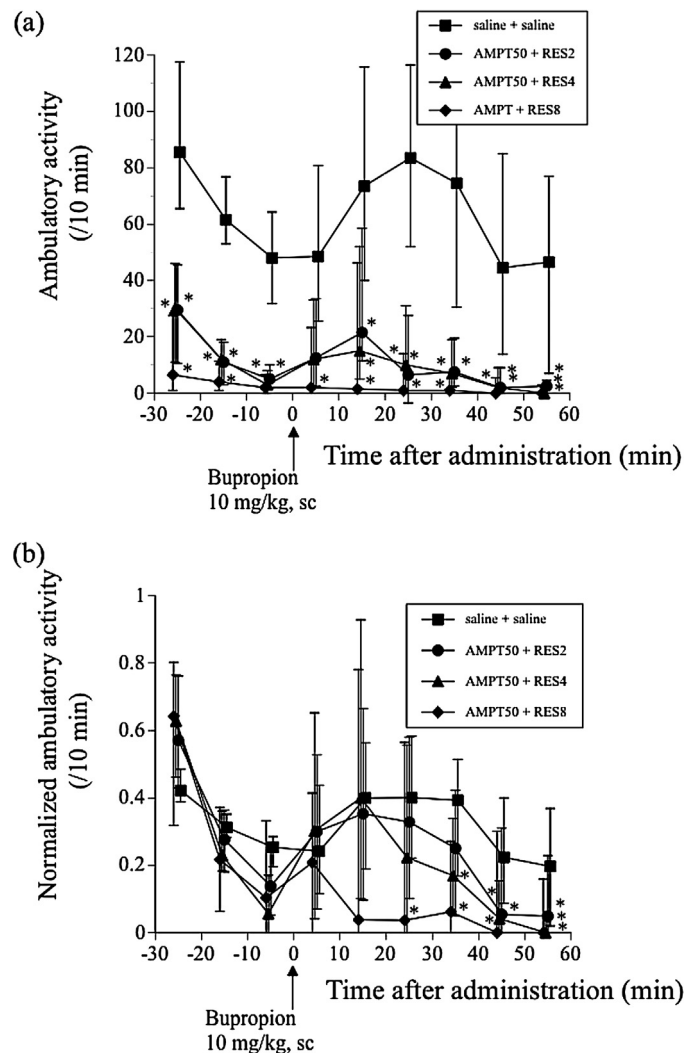 (a)
saline + saline
AMPT50 + RES2
AMPT50 + RES4
AMPT + RES8
Ambulatory activity
(/10 min)
120
100
80
60
40
20
0
* * * * * * * * * * * * * * * * * * * * * * * *
-30 -20 -10 0 10 20 30 40 50 60
Time after administration (min)
Bupropion
10 mg/kg, sc
(b)
saline + saline
AMPT50 + RES2
AMPT50 + RES4
AMPT50 + RES8
Normalized ambulatory activity
(/10 min)
1
0.8
0.6
0.4
0.2
0
* * * * * * * * *
-30 -20 -10 0 10 20 30 40 50 60
Time after administration (min)
Bupropion
10 mg/kg, sc